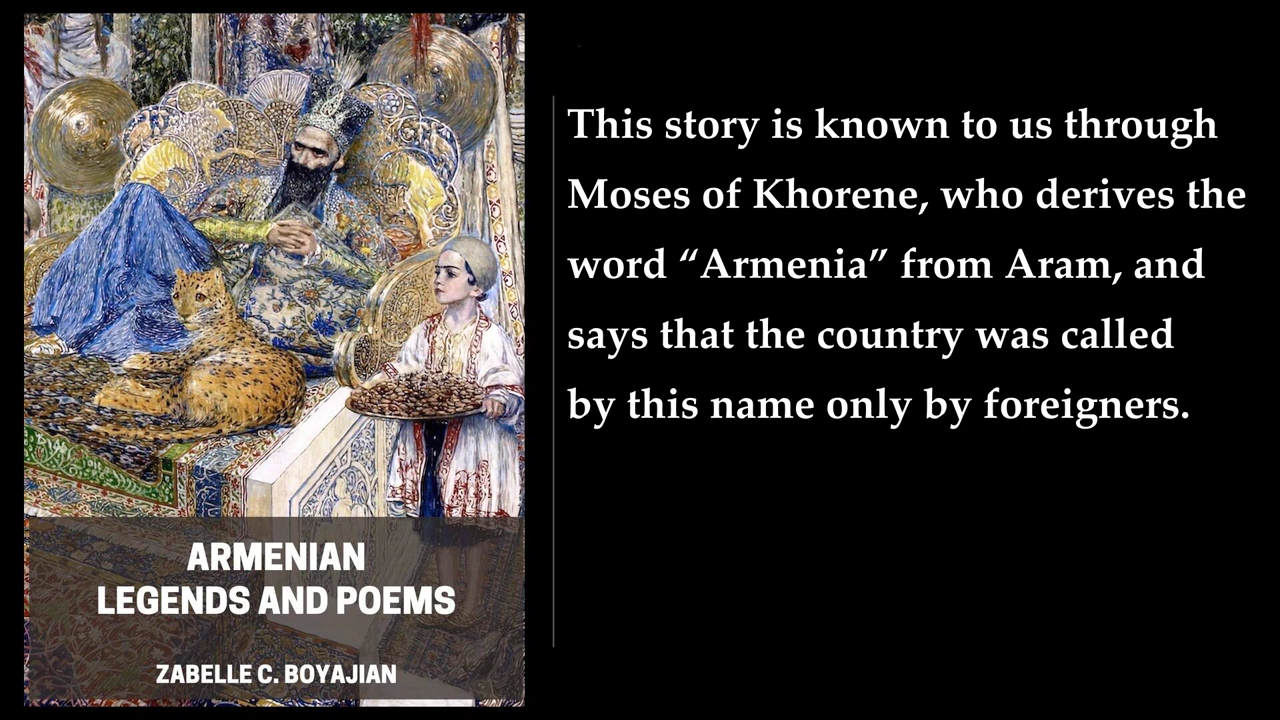 ARMENIAN
LEGENDS AND POEMS
ZABELLE C. BOYAJIAN
This story is known to us through
Moses of Khorene, who derives the
word “Armenia” from Aram, and
says that the country was called
by this name only by foreigners.